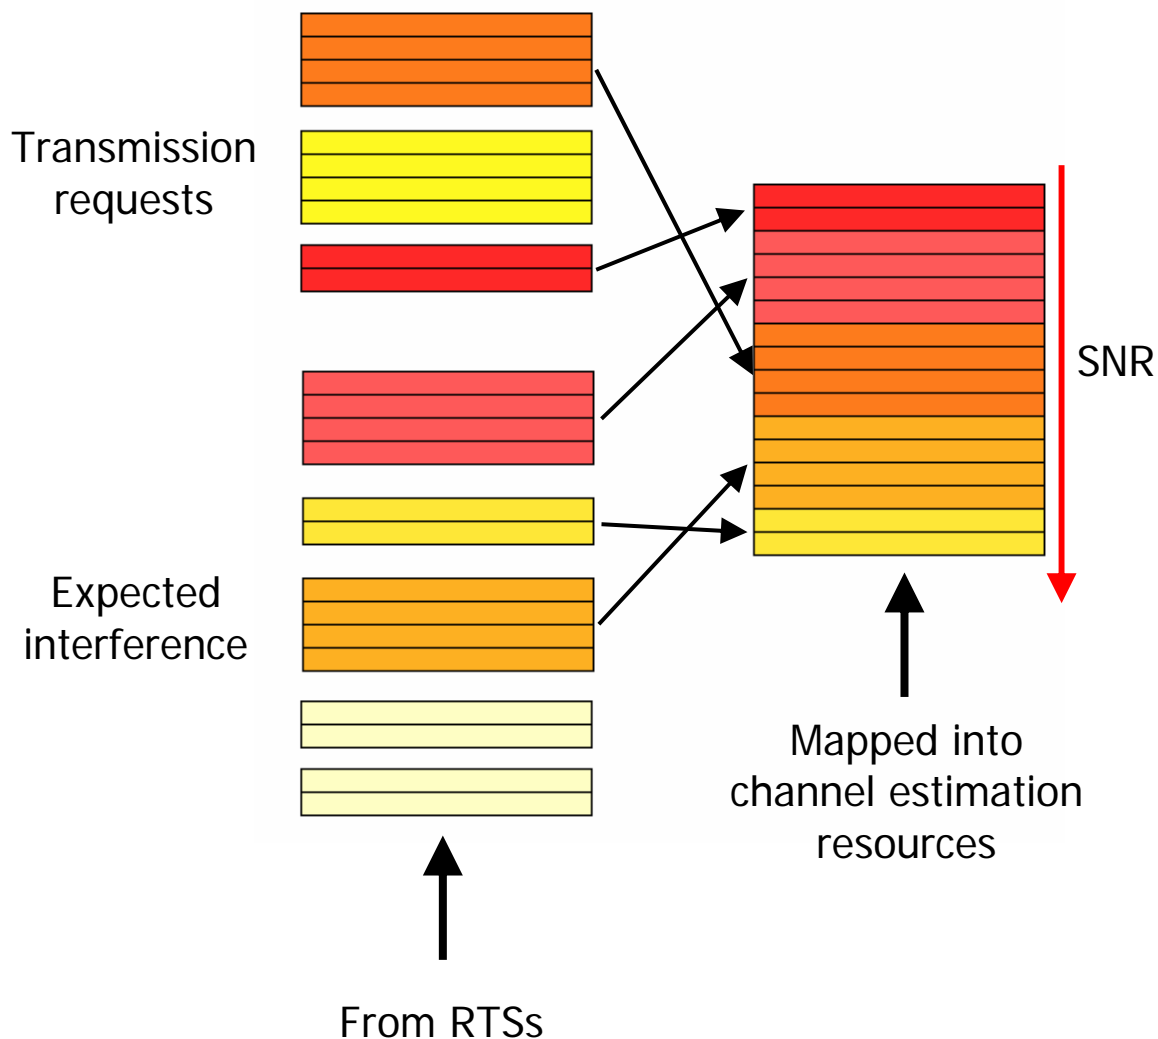 Transmission
requests
SNR
Expected
interference
Mapped into
channel estimation
resources
From RTSs